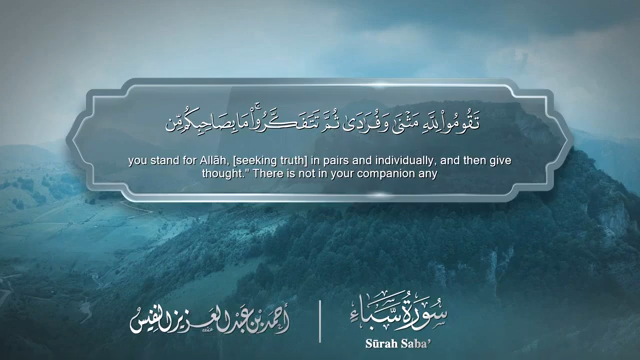 تَقُومُوا۟ لِلَّهِ مَثْنَىٰ وَفُرَٰدَىٰ ثُمَّ تَتَفَكَّرُوا۟ ۚ مَا بِصَاحِبِكُم مِّن
you stand for Allāh, [seeking truth] in pairs and individually, and then give
thought." There is not in your companion any
سُورَةُ سَبَإٍ
Sūrah Saba’
أحمد بن عبد العزيز النفيس